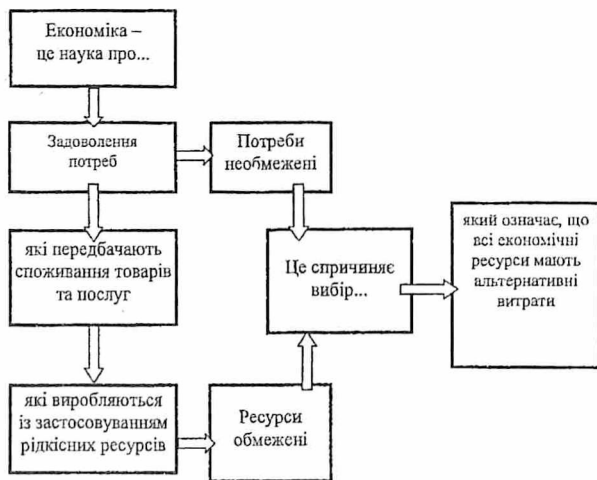 Економіка –
це наука про...
Задоволення
потреб
Потреби
необмежені
які передбачають
споживання товарів
та послуг
Це спричиняє
вибір...
який означає, що
всі економічні
ресурси мають
альтернативні
витрати
які виробляються
із застосовуванням
рідкісних ресурсів
Ресурси
обмежені